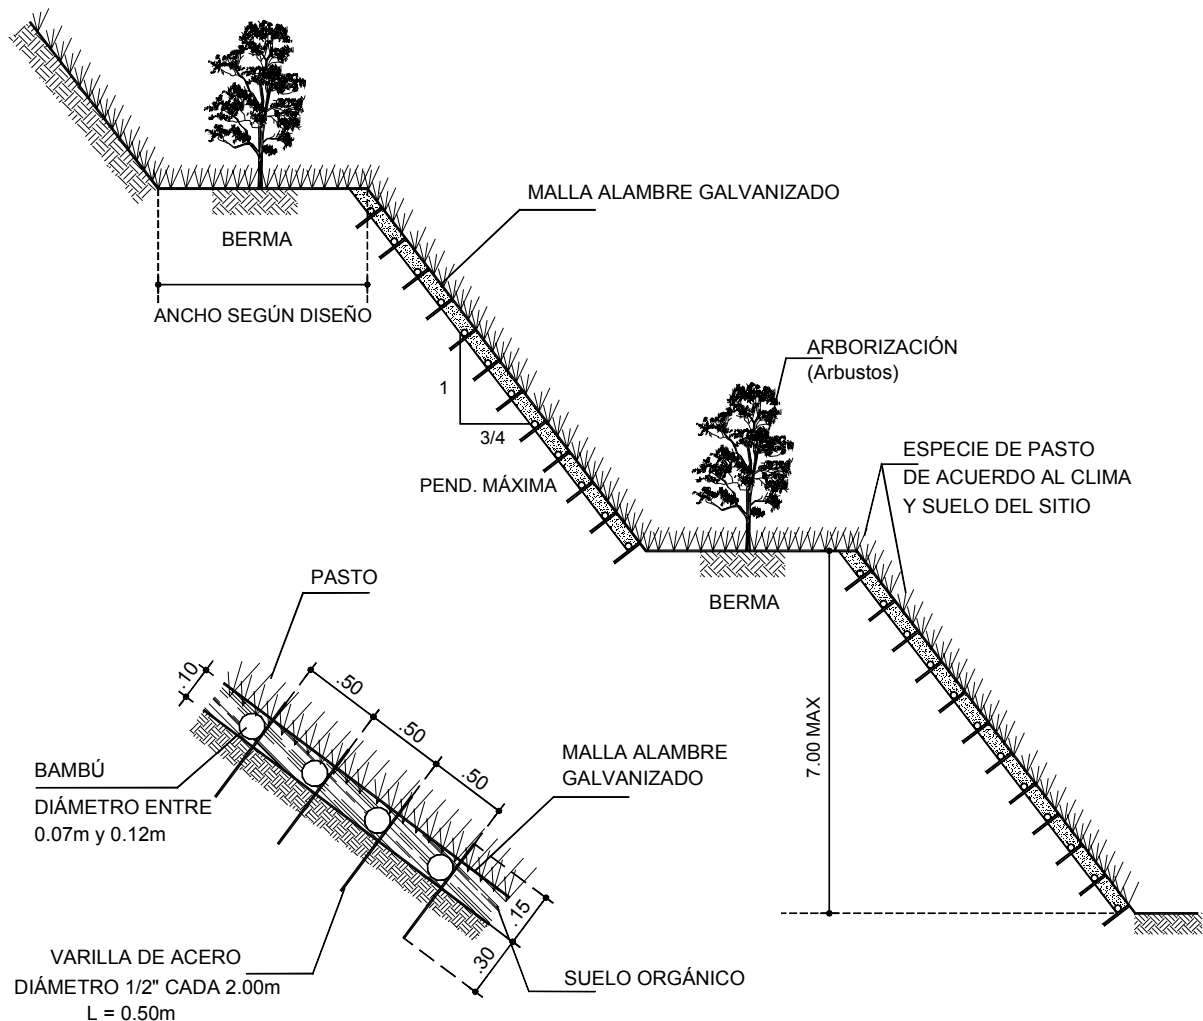 MALLA ALAMBRE GALVANIZADO
BERMA
ANCHO SEGÚN DISEÑO
1
3/4
PEND. MÁXIMA
ARBORIZACIÓN
(Arbustos)
ESPECIE DE PASTO
DE ACUERDO AL CLIMA
Y SUELO DEL SITIO
BERMA
7.00 MAX
PASTO
.10
.50
.50
.50
MALLA ALAMBRE
GALVANIZADO
BAMBÚ
DIÁMETRO ENTRE
0.07m y 0.12m
.15
.30
VARILLA DE ACERO
DIÁMETRO 1/2" CADA 2.00m
L = 0.50m
SUELO ORGÁNICO